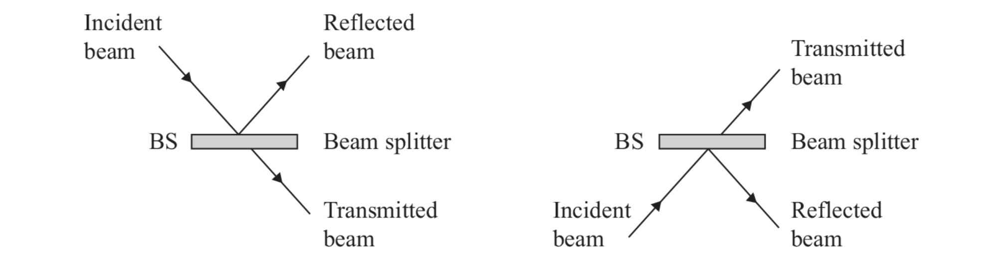 Incident
beam
Reflected
beam
BS
Beam splitter
Transmitted
beam
Transmitted
beam
BS
Beam splitter
Incident
beam
Reflected
beam